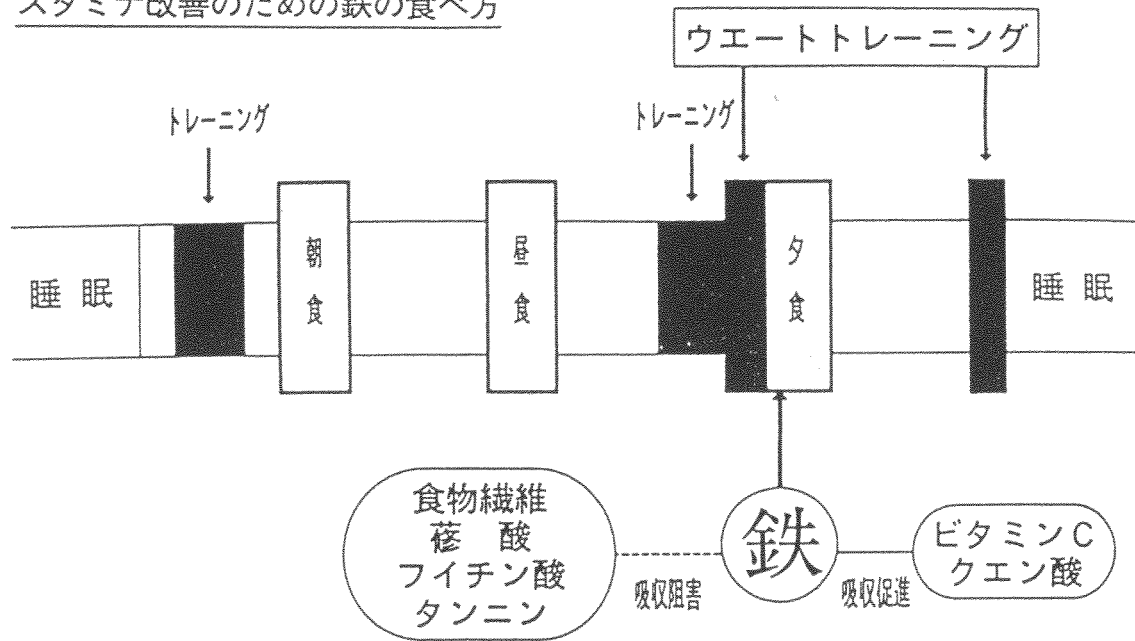 スタミナ改善のための鉄の食べ方
ウエートトレーニング
トレーニング
トレーニング
睡眠
朝食
昼食
夕食
睡眠
食物繊維
蓚酸
フイチン酸
タンニン
吸収阻害
鉄
吸収促進
ビタミンC
クエン酸